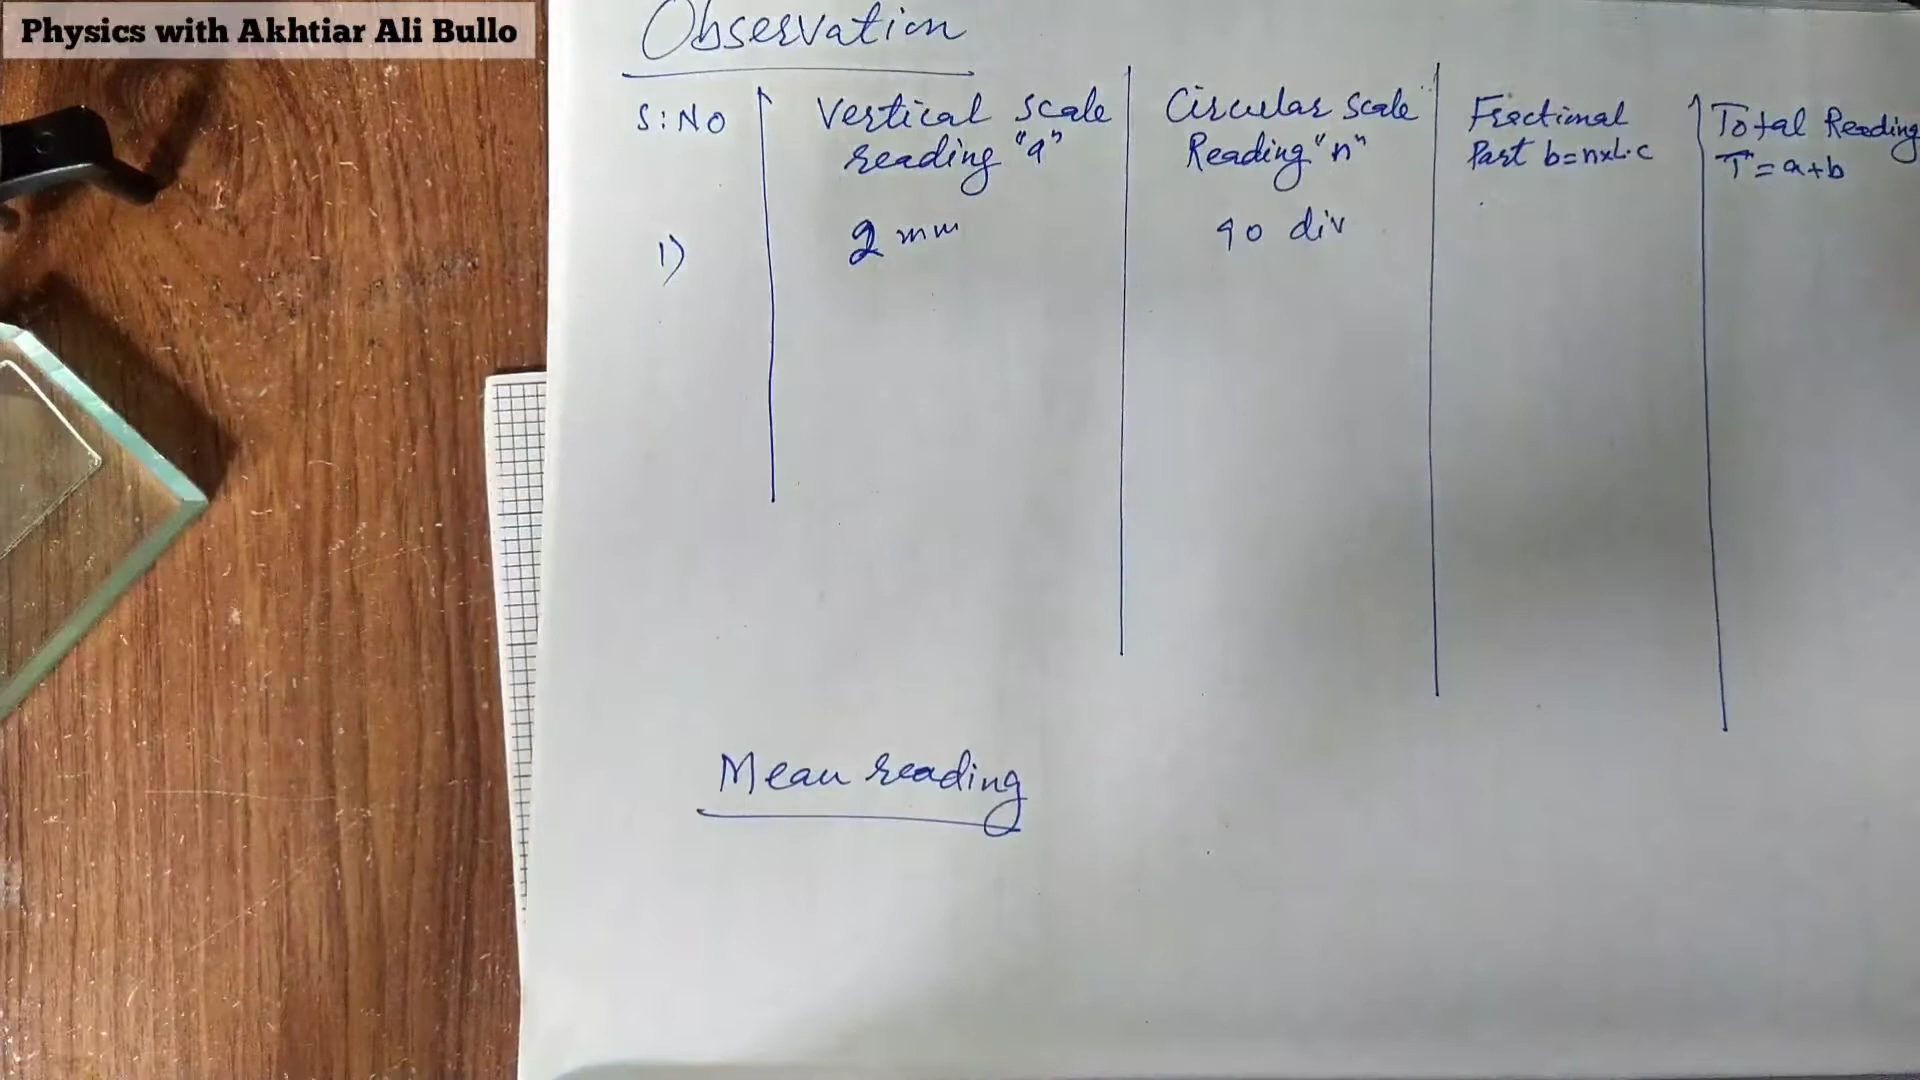 Physics with Akhtiar Ali Bullo
Observation
S:NO
Vertical scale
reading "a"
Circular scale
Reading "n"
Fractional
Part b=nxL.c
Total Reading
T=a+b
1)
2 mm
90 div
Mean reading